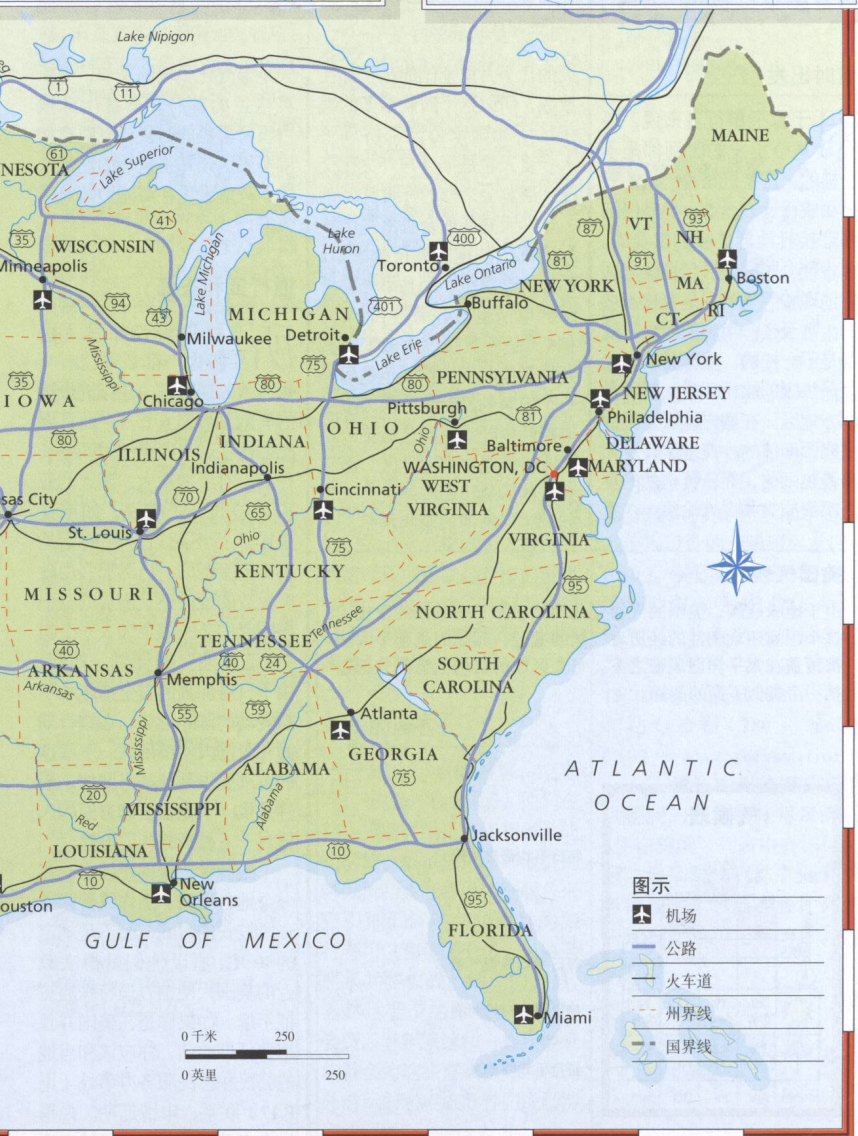 Lake Nipigon
1
11
61
NESOTA
Lake Superior
MAINE
41
35
WISCONSIN
Minneapolis
94
43
Lake Michigan
Lake
Huron
Toronto
400
401
Lake Ontario
87
VT
93
NH
81
91
NEW YORK
MA
Boston
CT
RI
Buffalo
MICHIGAN
Detroit
Milwaukee
Mississippi
75
Lake Erie
New York
35
IOWA
Chicago
80
80
PENNSYLVANIA
NEW JERSEY
Pittsburgh
81
Philadelphia
80
ILLINOIS
INDIANA
OHIO
Ohio
Baltimore
DELAWARE
Indianapolis
WASHINGTON, DC
MARYLAND
sas City
70
Cincinnati
WEST
VIRGINIA
St. Louis
65
Ohio
75
VIRGINIA
KENTUCKY
95
MISSOURI
NORTH CAROLINA
TENNESSEE
Tennessee
40
40
24
ARKANSAS
Arkansas
Memphis
SOUTH
CAROLINA
55
59
Atlanta
Mississippi
GEORGIA
ALABAMA
75
ATLANTIC
OCEAN
20
MISSISSIPPI
Alabama
Red
Jacksonville
LOUISIANA
10
10
New
Orleans
ouston
95
GULF OF MEXICO
FLORIDA
Miami
图示
机场
公路
火车道
州界线
国界线
0 千米 250
0 英里 250